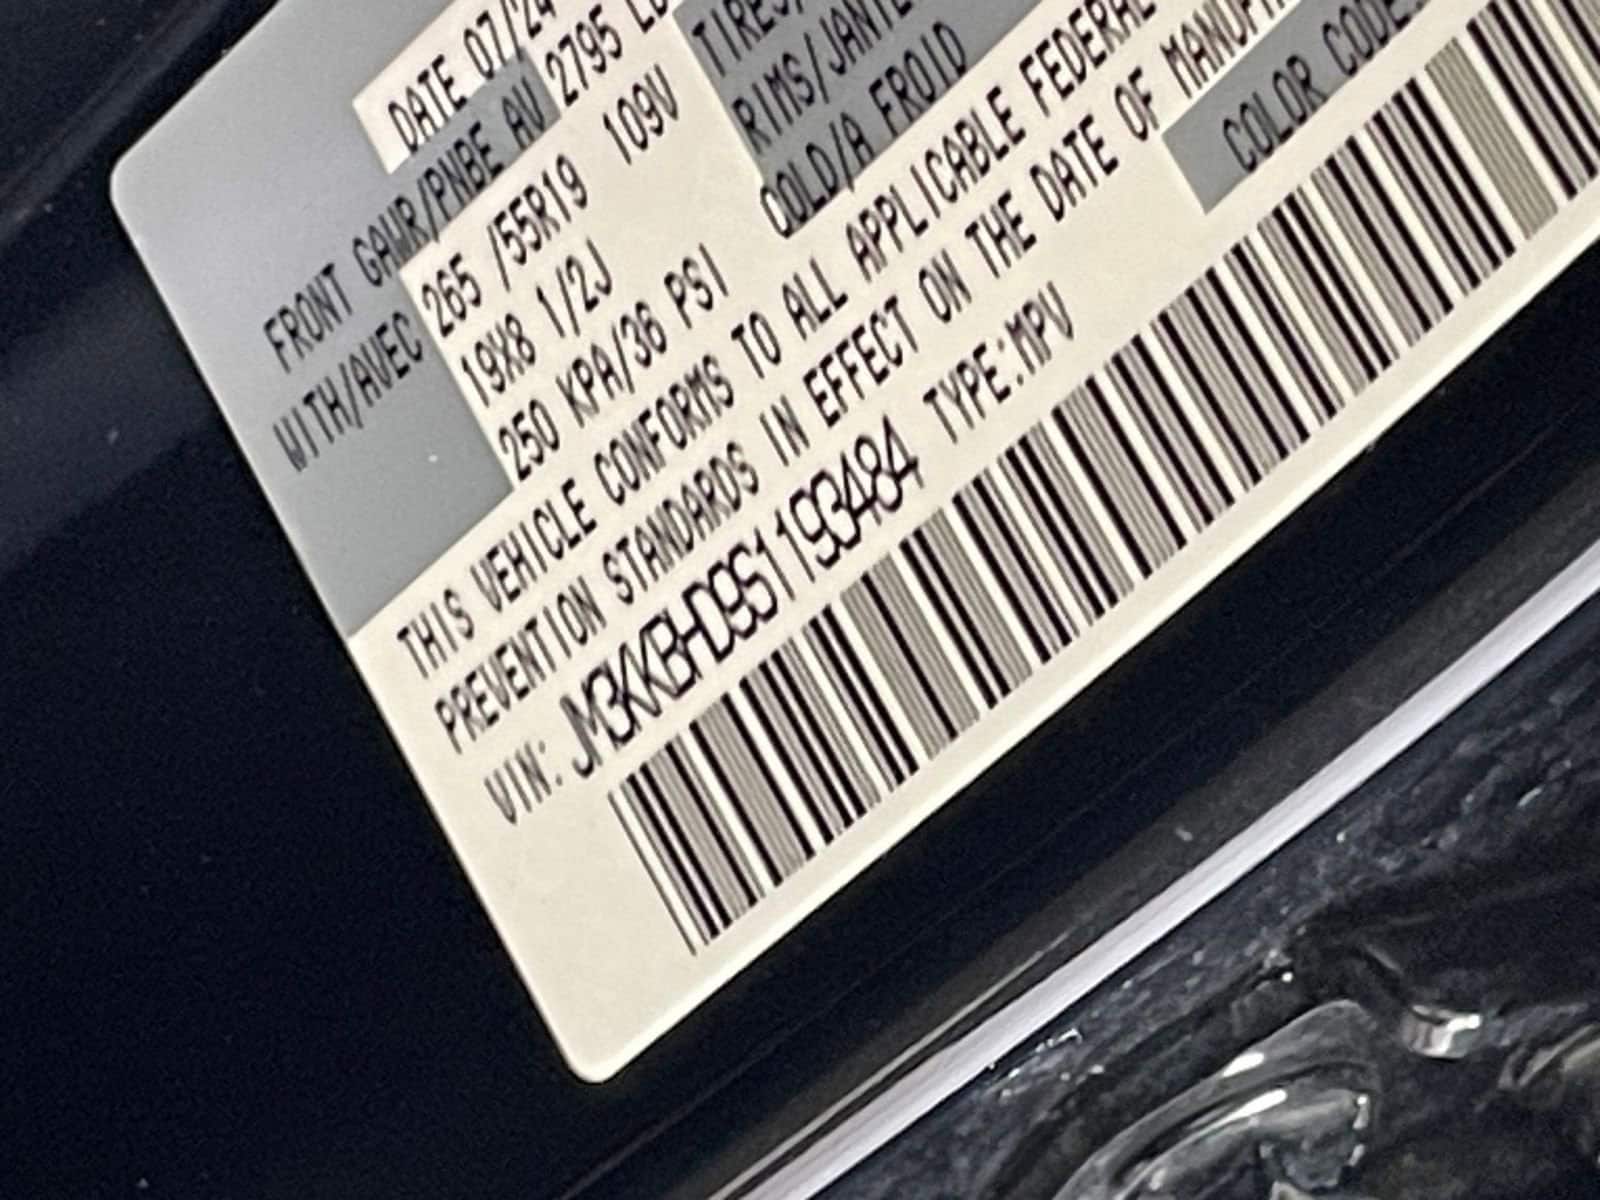 DATE 07/24
FRONT GAWR/PNBE AV 2795 LB
WITH/AVEC 265 /55R19 109V TIRES/
19X8 1/2J RIMS/JANTE
250 KPA/36 PSI COLD/A FROID
THIS VEHICLE CONFORMS TO ALL APPLICABLE FEDERAL
PREVENTION STANDARDS IN EFFECT ON THE DATE OF MANUF
VIN: JM3KKBHD9S1193484 TYPE:MPV COLOR CODE